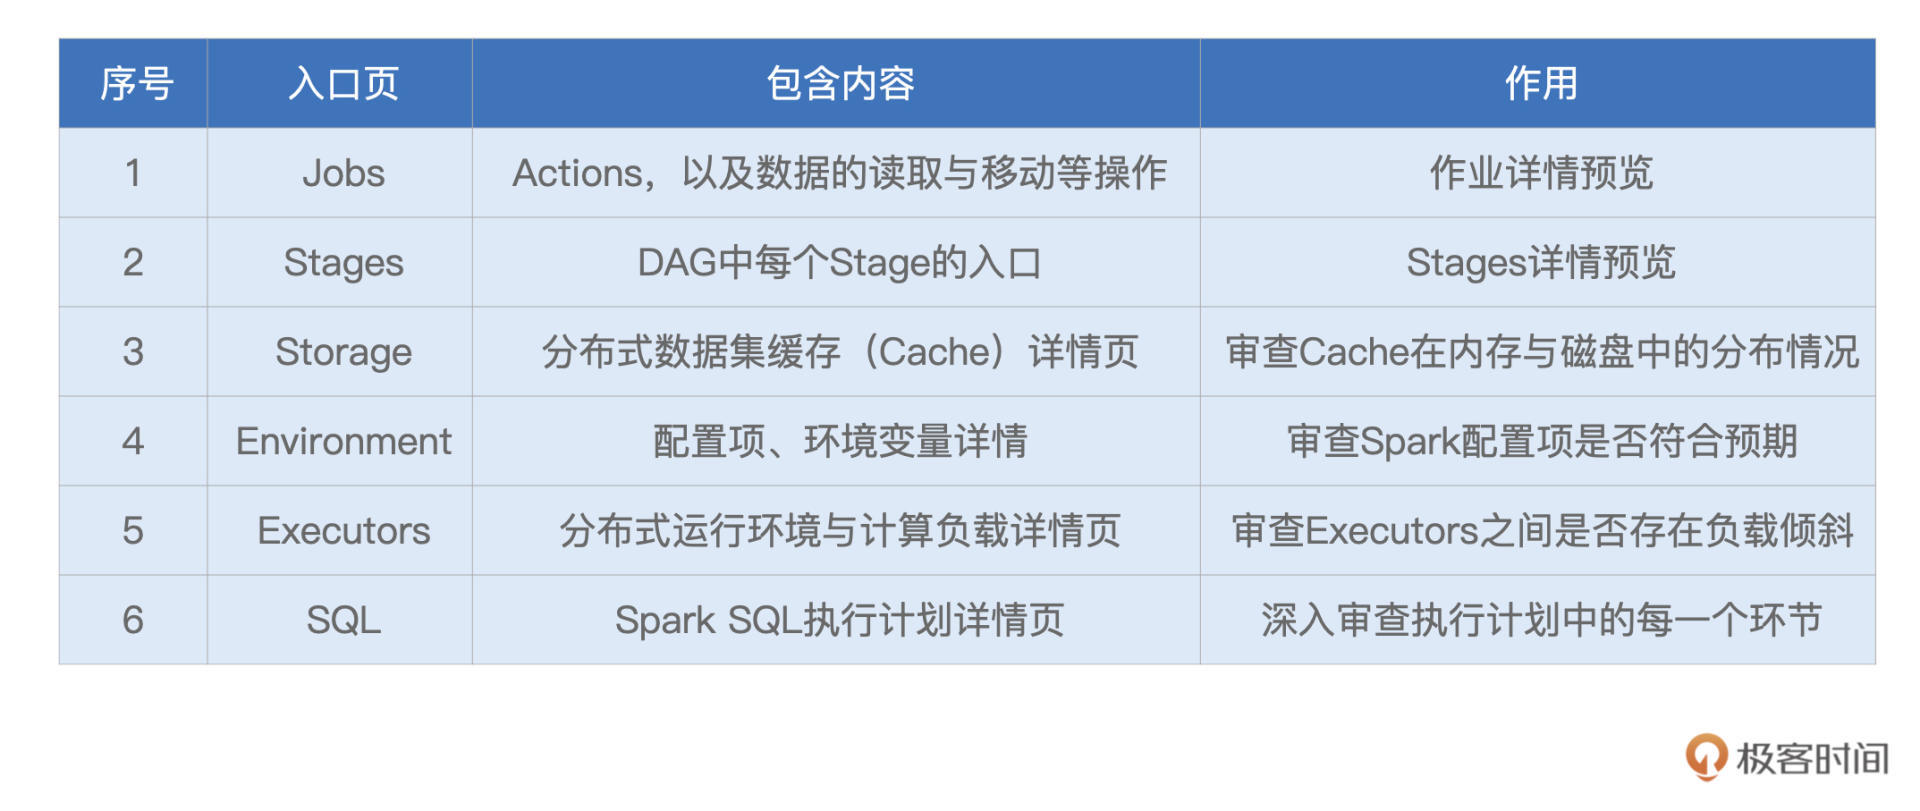 序号 入口页 包含内容 作用
1 Jobs Actions，以及数据的读取与移动等操作 作业详情预览
2 Stages DAG中每个Stage的入口 Stages详情预览
3 Storage 分布式数据集缓存（Cache）详情页 审查Cache在内存与磁盘中的分布情况
4 Environment 配置项、环境变量详情 审查Spark配置项是否符合预期
5 Executors 分布式运行环境与计算负载详情页 审查Executors之间是否存在负载倾斜
6 SQL Spark SQL执行计划详情页 深入审查执行计划中的每一个环节
极客时间